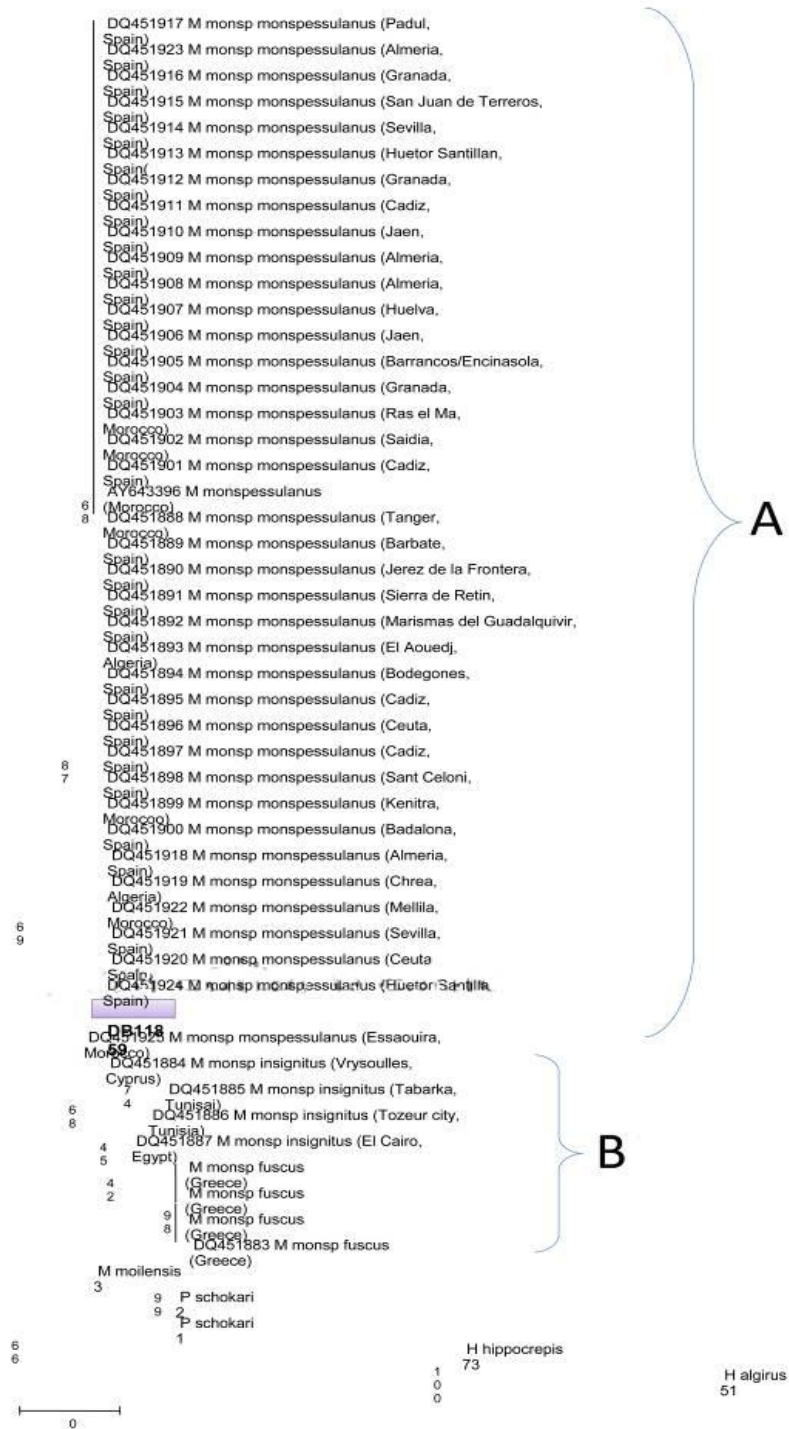 DQ451917 M monsp monspessulanus (Padul,
Spain)
DQ451923 M monsp monspessulanus (Almeria,
Spain)
DQ451916 M monsp monspessulanus (Granada,
Spain)
DQ451915 M monsp monspessulanus (San Juan de Terreros,
Spain)
DQ451914 M monsp monspessulanus (Sevilla,
Spain)
DQ451913 M monsp monspessulanus (Huetor Santillan,
Spain(
DQ451912 M monsp monspessulanus (Granada,
Spain)
DQ451911 M monsp monspessulanus (Cadiz,
Spain)
DQ451910 M monsp monspessulanus (Jaen,
Spain)
DQ451909 M monsp monspessulanus (Almeria,
Spain)
DQ451908 M monsp monspessulanus (Almeria,
Spain)
DQ451907 M monsp monspessulanus (Huelva,
Spain)
DQ451906 M monsp monspessulanus (Jaen,
Spain)
DQ451905 M monsp monspessulanus (Barrancos/Encinasola,
Spain)
DQ451904 M monsp monspessulanus (Granada,
Spain)
DQ451903 M monsp monspessulanus (Ras el Ma,
Morocco)
DQ451902 M monsp monspessulanus (Saidia,
Morocco)
DQ451901 M monsp monspessulanus (Cadiz,
Spain)
AY643396 M monspessulanus
(Morocco)
6
8
A
DQ451888 M monsp monspessulanus (Tanger,
Morocco)
DQ451889 M monsp monspessulanus (Barbate,
Spain)
DQ451890 M monsp monspessulanus (Jerez de la Frontera,
Spain)
DQ451891 M monsp monspessulanus (Sierra de Retin,
Spain)
DQ451892 M monsp monspessulanus (Marismas del Guadalquivir,
Spain)
DQ451893 M monsp monspessulanus (El Aouedj,
Algeria)
DQ451894 M monsp monspessulanus (Bodegones,
Spain)
DQ451895 M monsp monspessulanus (Cadiz,
Spain)
DQ451896 M monsp monspessulanus (Ceuta,
Spain)
DQ451897 M monsp monspessulanus (Cadiz,
Spain)
8
7
DQ451898 M monsp monspessulanus (Sant Celoni,
Spain)
DQ451899 M monsp monspessulanus (Kenitra,
Morocoo)
DQ451900 M monsp monspessulanus (Badalona,
Spain)
DQ451918 M monsp monspessulanus (Almeria,
Spain)
DQ451919 M monsp monspessulanus (Chrea,
Algeria)
DQ451922 M monsp monspessulanus (Mellila,
Morocco)
6
9
DQ451921 M monsp monspessulanus (Sevilla,
Spain)
DQ451920 M monsp monspessulanus (Ceuta
Spain)
DQ451924 M monsp monspessulanus (Huetor Santilla,
Spain)
DB118
59
DQ451925 M monsp monspessulanus (Essaouira,
Morocco)
DQ451884 M monsp insignitus (Vrysoulles,
Cyprus)
7
4
DQ451885 M monsp insignitus (Tabarka,
Tunisai)
6
8
DQ451886 M monsp insignitus (Tozeur city,
Tunisia)
DQ451887 M monsp insignitus (El Cairo,
Egypt)
4
5
B
M monsp fuscus
(Greece)
4
2
M monsp fuscus
(Greece)
9
8
M monsp fuscus
(Greece)
DQ451883 M monsp fuscus
(Greece)
M moilensis
3
9
9
P schokari
2
P schokari
1
6
6
H hippocrepis
73
1
0
0
H algirus
51
0